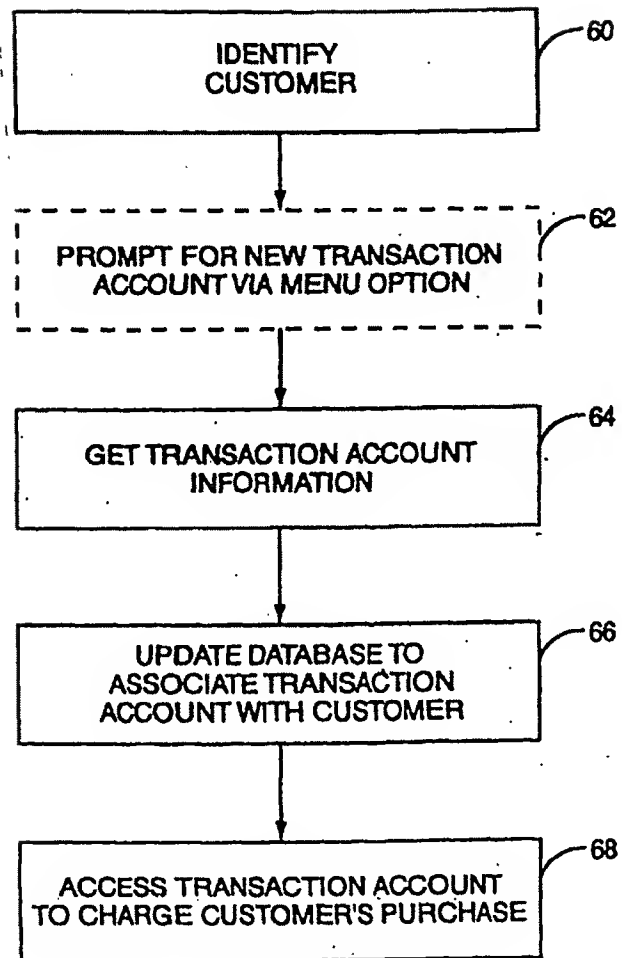 60
IDENTIFY
CUSTOMER
62
PROMPT FOR NEW TRANSACTION
ACCOUNT VIA MENU OPTION
64
GET TRANSACTION ACCOUNT
INFORMATION
66
UPDATE DATABASE TO
ASSOCIATE TRANSACTION
ACCOUNT WITH CUSTOMER
68
ACCESS TRANSACTION ACCOUNT
TO CHARGE CUSTOMER'S PURCHASE